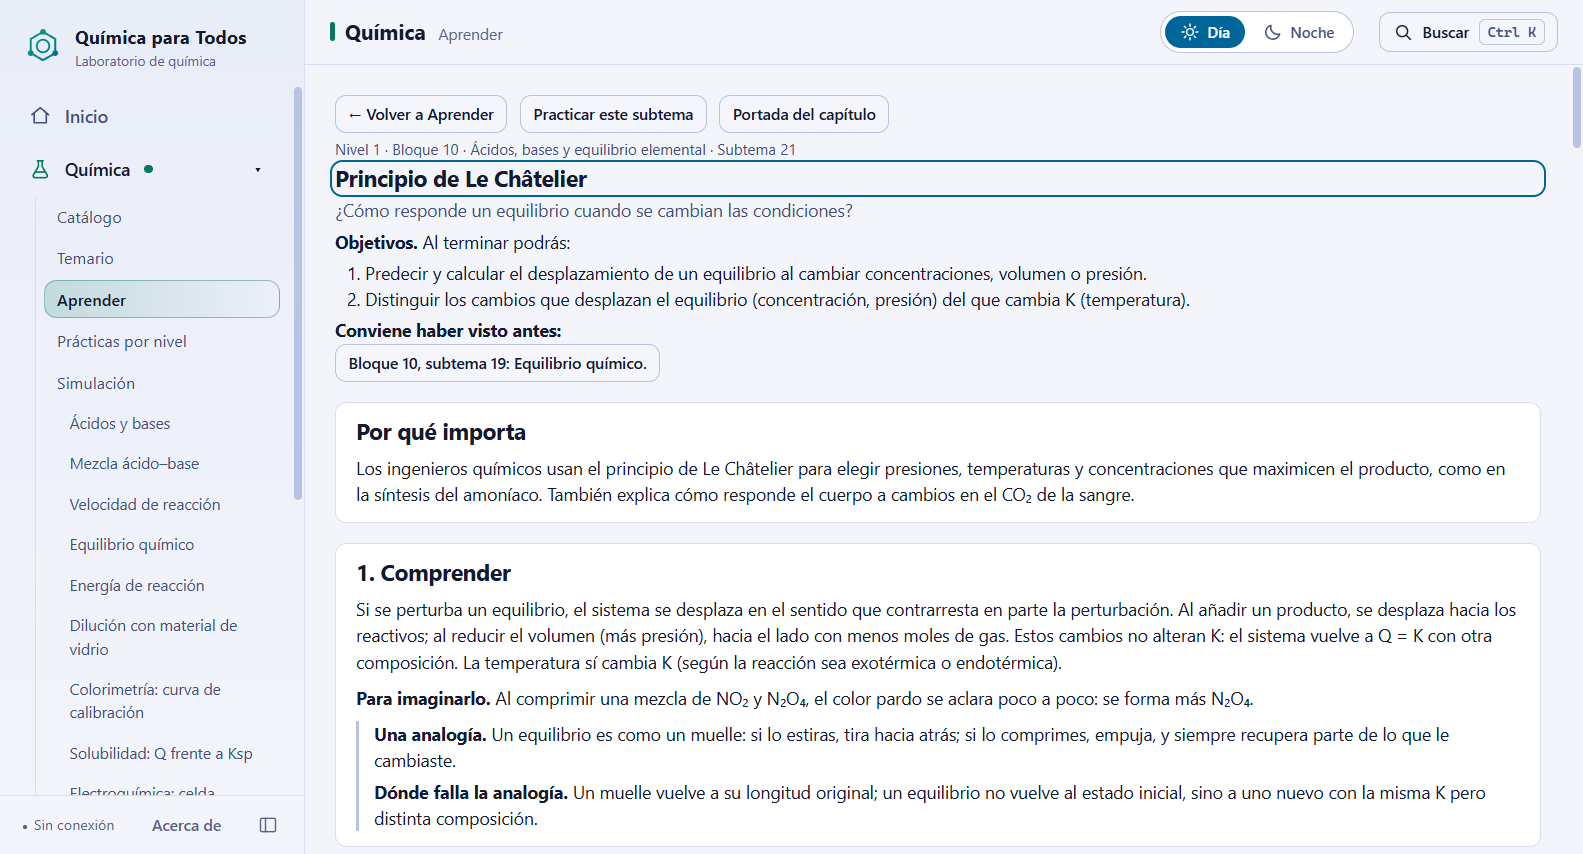 Química para Todos
Laboratorio de química
Inicio
Química
Catálogo
Temario
Aprender
Prácticas por nivel
Simulación
Ácidos y bases
Mezcla ácido–base
Velocidad de reacción
Equilibrio químico
Energía de reacción
Dilución con material de
vidrio
Colorimetría: curva de
calibración
Solubilidad: Q frente a Ksp
Electroquímica: celda
Sin conexión
Acerca de
Química Aprender
Día
Noche
Buscar Ctrl K
← Volver a Aprender
Practicar este subtema
Portada del capítulo
Nivel 1 · Bloque 10 · Ácidos, bases y equilibrio elemental · Subtema 21
Principio de Le Châtelier
¿Cómo responde un equilibrio cuando se cambian las condiciones?
Objetivos. Al terminar podrás:
1. Predecir y calcular el desplazamiento de un equilibrio al cambiar concentraciones, volumen o presión.
2. Distinguir los cambios que desplazan el equilibrio (concentración, presión) del que cambia K (temperatura).
Conviene haber visto antes:
Bloque 10, subtema 19: Equilibrio químico.
Por qué importa
Los ingenieros químicos usan el principio de Le Châtelier para elegir presiones, temperaturas y concentraciones que maximicen el producto, como en
la síntesis del amoníaco. También explica cómo responde el cuerpo a cambios en el CO₂ de la sangre.
1. Comprender
Si se perturba un equilibrio, el sistema se desplaza en el sentido que contrarresta en parte la perturbación. Al añadir un producto, se desplaza hacia los
reactivos; al reducir el volumen (más presión), hacia el lado con menos moles de gas. Estos cambios no alteran K: el sistema vuelve a Q = K con otra
composición. La temperatura sí cambia K (según la reacción sea exotérmica o endotérmica).
Para imaginarlo. Al comprimir una mezcla de NO₂ y N₂O₄, el color pardo se aclara poco a poco: se forma más N₂O₄.
Una analogía. Un equilibrio es como un muelle: si lo estiras, tira hacia atrás; si lo comprimes, empuja, y siempre recupera parte de lo que le
cambiaste.
Dónde falla la analogía. Un muelle vuelve a su longitud original; un equilibrio no vuelve al estado inicial, sino a uno nuevo con la misma K pero
distinta composición.